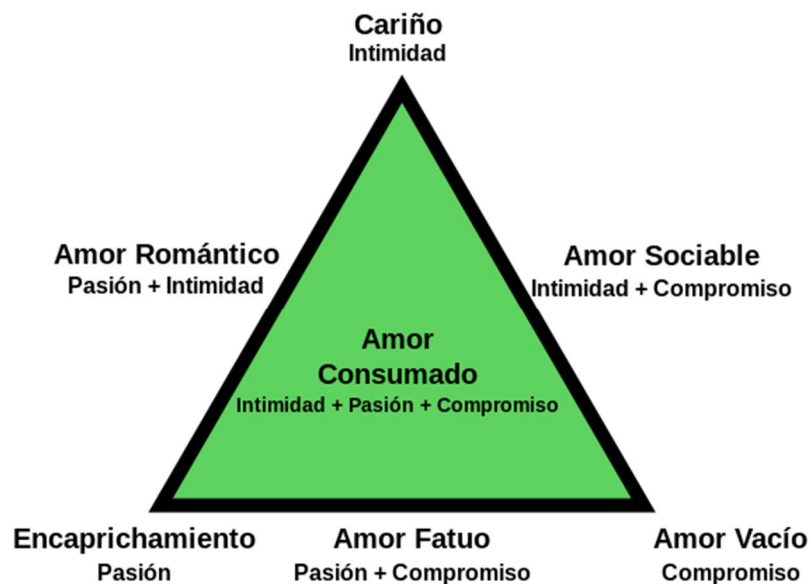 Cariño
Intimidad
Amor Romántico
Pasión + Intimidad
Amor Sociable
Intimidad + Compromiso
Amor
Consumado
Intimidad + Pasión + Compromiso
Encaprichamiento
Pasión
Amor Fatuo
Pasión + Compromiso
Amor Vacío
Compromiso